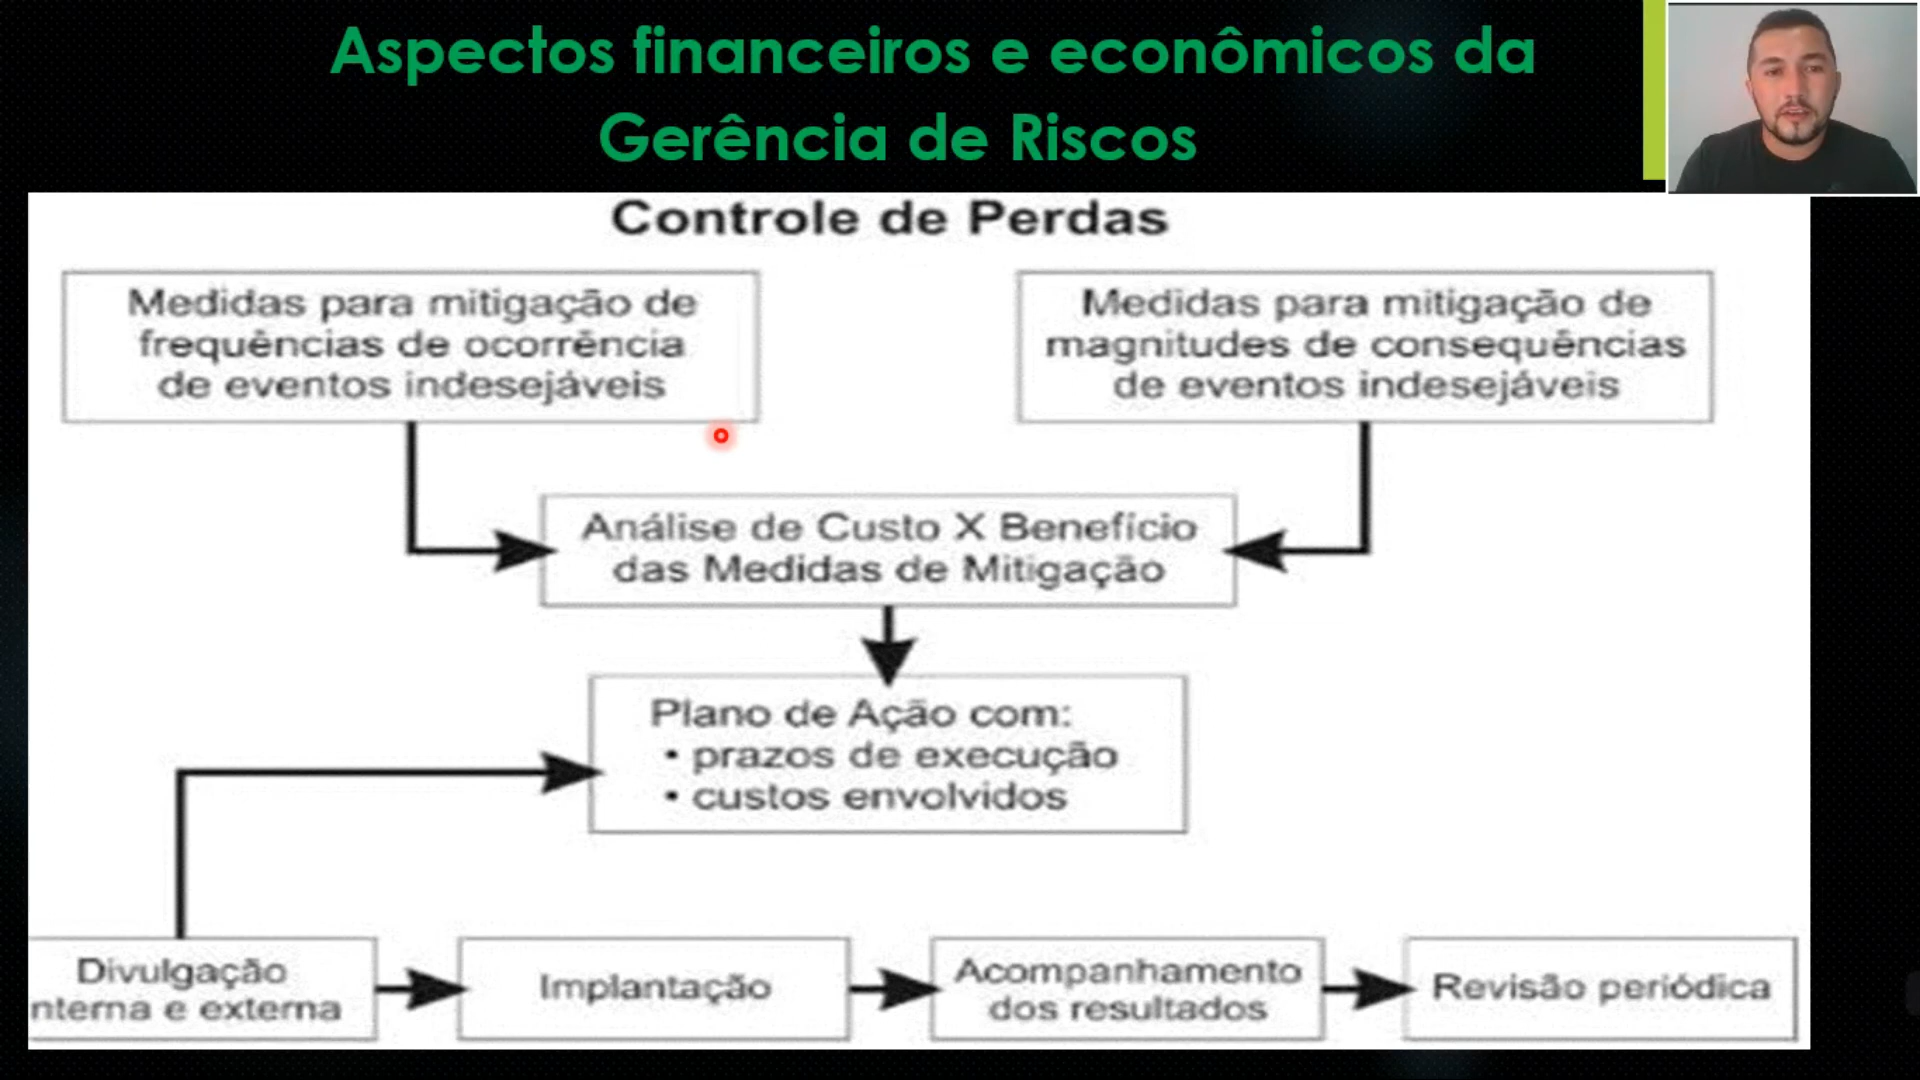 Aspectos financeiros e econômicos da
Gerência de Riscos
Controle de Perdas
Medidas para mitigação de
frequências de ocorrência
de eventos indesejáveis
Medidas para mitigação de
magnitudes de consequências
de eventos indesejáveis
Análise de Custo X Benefício
das Medidas de Mitigação
Plano de Ação com:
• prazos de execução
• custos envolvidos
Divulgação
nterna e externa
Implantação
Acompanhamento
dos resultados
Revisão periódica